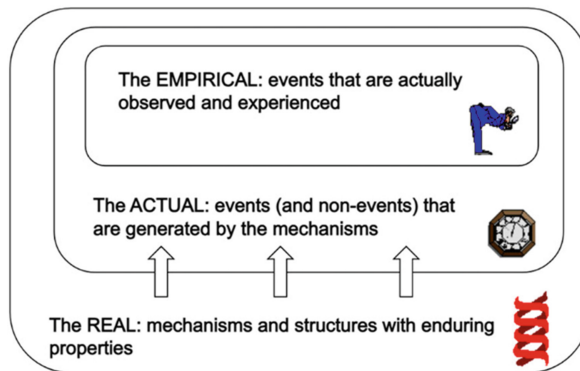 The EMPIRICAL: events that are actually
observed and experienced
The ACTUAL: events (and non-events) that
are generated by the mechanisms
The REAL: mechanisms and structures with enduring
properties